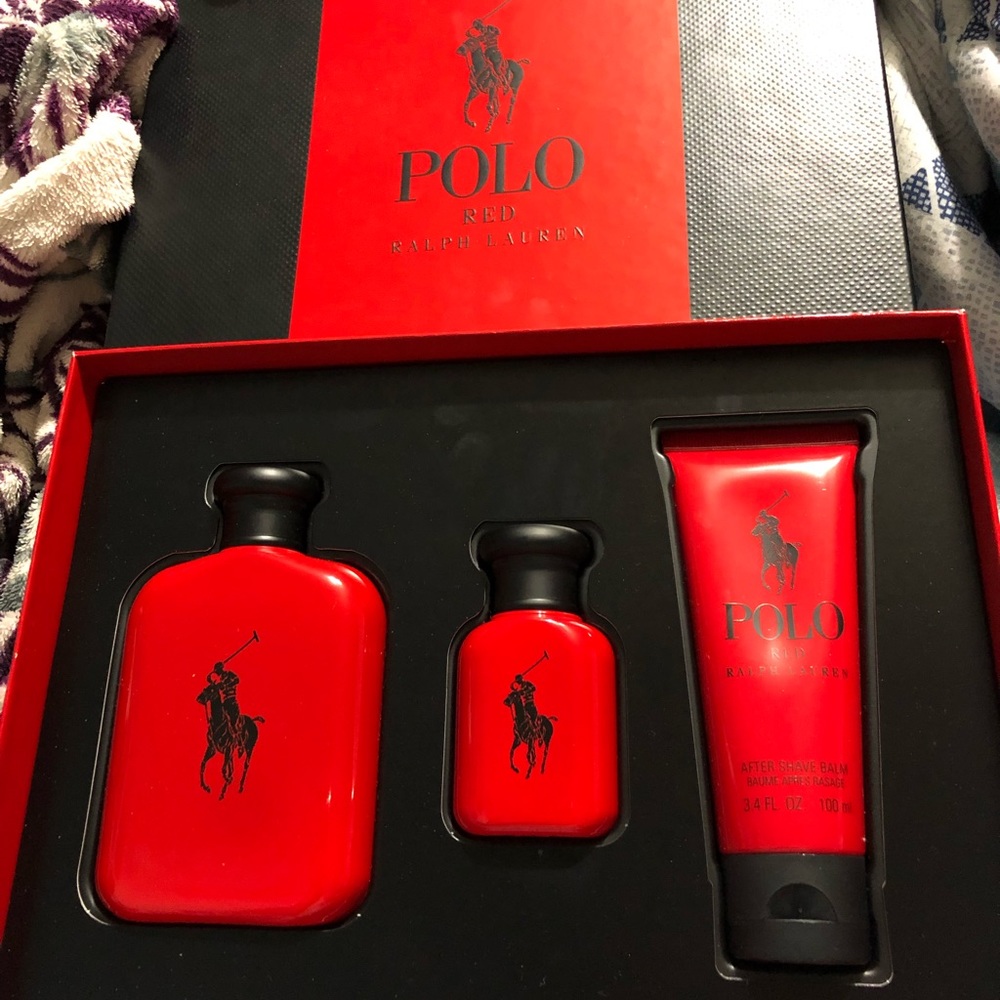 POLO
RED
RALPH LAUREN
POLO
RED
RALPH LAUREN
AFTER SHAVE BALM
BAUME APRÈS RASAGE
3.4 FL OZ 100 ml